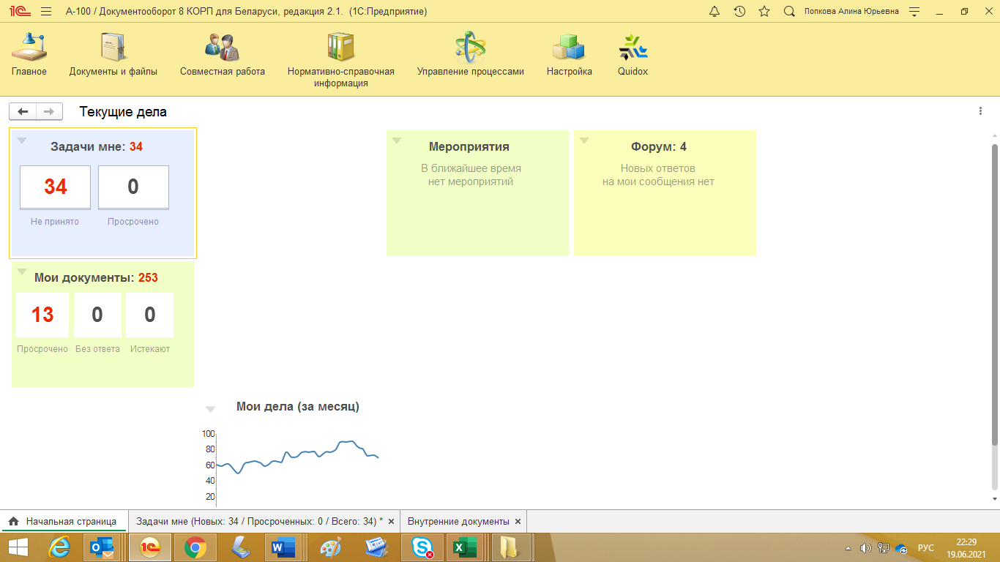 1С А-100 / Документооборот 8 КОРП для Беларуси, редакция 2.1. (1С:Предприятие)
Попкова Алина Юрьевна
Главное
Документы и файлы
Совместная работа
Нормативно-справочная
информация
Управление процессами
Настройка
Quidox
Текущие дела
Задачи мне: 34
34 0
Не принято Просрочено
Мероприятия
В ближайшее время
нет мероприятий
Форум: 4
Новых ответов
на мои сообщения нет
Мои документы: 253
13 0 0
Просрочено Без ответа Истекают
Мои дела (за месяц)
100
80
60
40
20
Начальная страница
Задачи мне (Новых: 34 / Просроченных: 0 / Всего: 34) *
Внутренние документы
РУС
22:29
19.06.2021